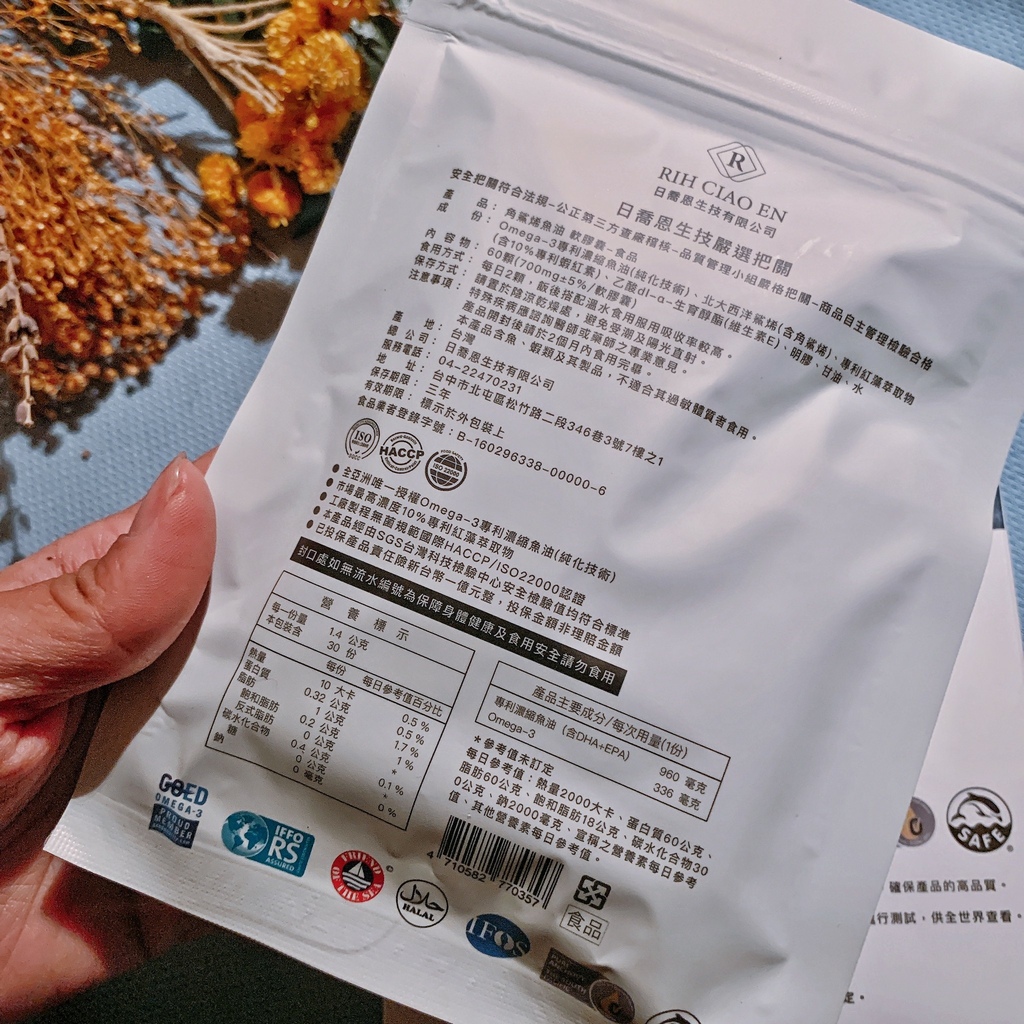 R
RIH CIAO EN
日喬恩生技有限公司
日喬恩生技嚴選把關
安全把關符合法規-公正第三方查廠稽核-品質管理小組嚴格把關-商品自主管理檢驗合格
產品：角鯊烯魚油 軟膠囊-食品
成份：Omega-3專利濃縮魚油(純化技術)、北大西洋鯊烯(含角鯊烯)、專利紅藻萃取物
(含10%專利蝦紅素)、乙酸dl-α-生育醇酯(維生素E)、明膠、甘油、水
內容物：60顆(700mg±5%/軟膠囊)
食用方式：每日2顆，飯後搭配溫水食用服用吸收率較高。
保存方式：請置於陰涼乾燥處，避免受潮及陽光直射。
注意事項：特殊疾病應諮詢醫師或藥師之專業意見。
產品開封後請於2個月內食用完畢。
本產品含魚、蝦類及其製品，不適合其過敏體質者食用。
產地：台灣
總公司：日喬恩生技有限公司
服務電話：04-22470231
地址：台中市北屯區松竹路二段346巷3號7樓之1
保存期限：三年
有效期限：標示於外包裝上
食品業者登錄字號：B-160296338-00000-6
ISO
HACCP
ISO 22000
●全亞洲唯一授權Omega-3專利濃縮魚油(純化技術)
●市場最高濃度10%專利紅藻萃取物
●工廠製程無菌規範國際HACCP/ISO22000認證
●本產品經由SGS台灣科技檢驗中心安全檢驗值均符合標準
●已投保產品責任險新台幣一億元整，投保金額非理賠金額
封口處如無流水編號為保障身體健康及食用安全請勿食用
營養標示
每一份量 1.4 公克
本包裝含 30 份
每份 每日參考值百分比
熱量 10 大卡 0.5 %
蛋白質 0.32 公克 0.5 %
脂肪 1 公克 1.7 %
飽和脂肪 0.2 公克 1 %
反式脂肪 0 公克 *
碳水化合物 0.4 公克 0.1 %
糖 0 公克 *
鈉 0 毫克 0 %
產品主要成分/每次用量(1份)
專利濃縮魚油 960 毫克
Omega-3 (含DHA+EPA) 336 毫克
*參考值未訂定
每日參考值：熱量2000大卡、蛋白質60公克、
脂肪60公克、飽和脂肪18公克、碳水化合物30
0公克、鈉2000毫克、宣稱之營養素每日參考
值、其他營養素每日參考值。
4 710582 770357
食品
GOED
OMEGA-3
PROUD
MEMBER
IFFO
RS
ASSURED
FRIEND
OF THE SEA
HALAL
IFOS
SAFE
確保產品的高品質。
行測試，供全世界查看。